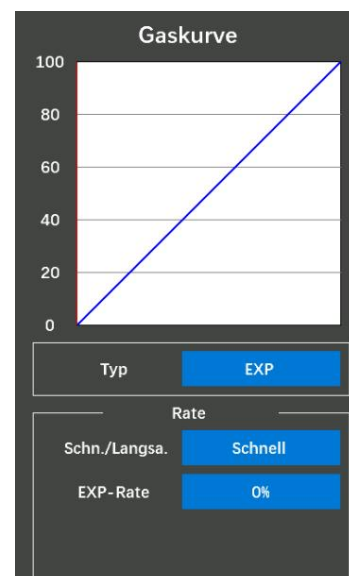 Gaskurve
100
80
60
40
20
0
Typ EXP
Rate
Schn./Langsa. Schnell
EXP-Rate 0%